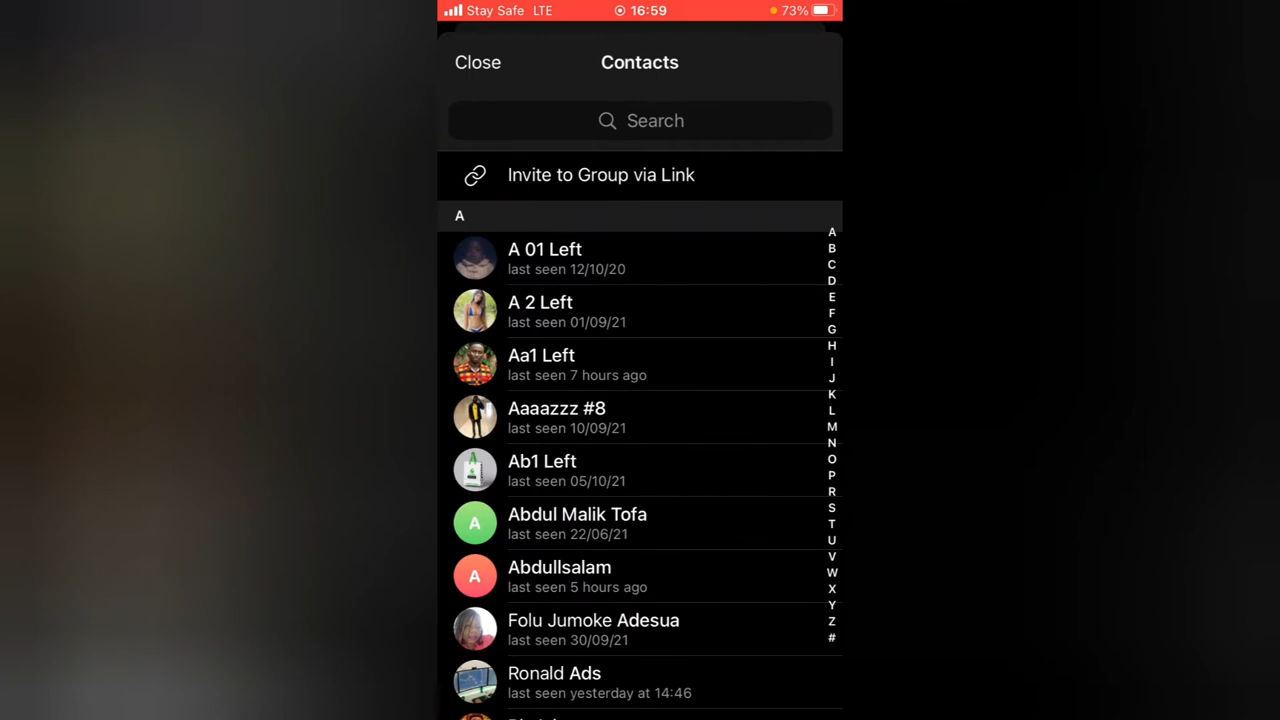 Stay Safe LTE 16:59 73%
Close Contacts
Search
Invite to Group via Link
A
A 01 Left
last seen 12/10/20
A 2 Left
last seen 01/09/21
Aa1 Left
last seen 7 hours ago
Aaaazzz #8
last seen 10/09/21
Ab1 Left
last seen 05/10/21
A
Abdul Malik Tofa
last seen 22/06/21
A
Abdullsalam
last seen 5 hours ago
Folu Jumoke Adesua
last seen 30/09/21
Ronald Ads
last seen yesterday at 14:46
A
B
C
D
E
F
G
H
I
J
K
L
M
N
O
P
R
S
T
U
V
W
X
Y
Z
#